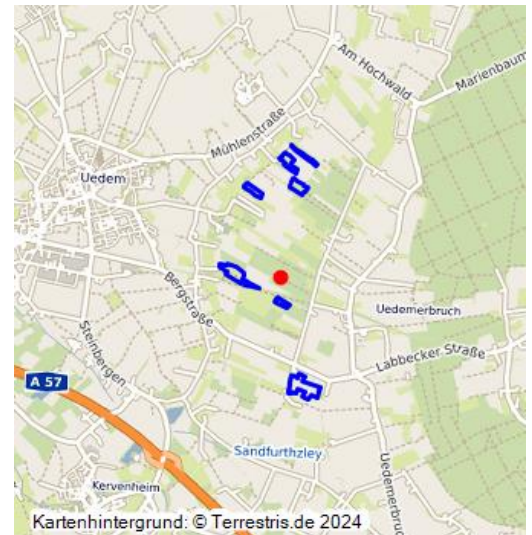 Am Hochwald
Marienbaum
Mühlenstraße
Uedem
Bergstraße
Uedemerbruch
Steinbergen
Labbecker Straße
A 57
Sandfurthzley
Uedemerbruch
Kervenheim
Kartenhintergrund: © Terrestris.de 2024